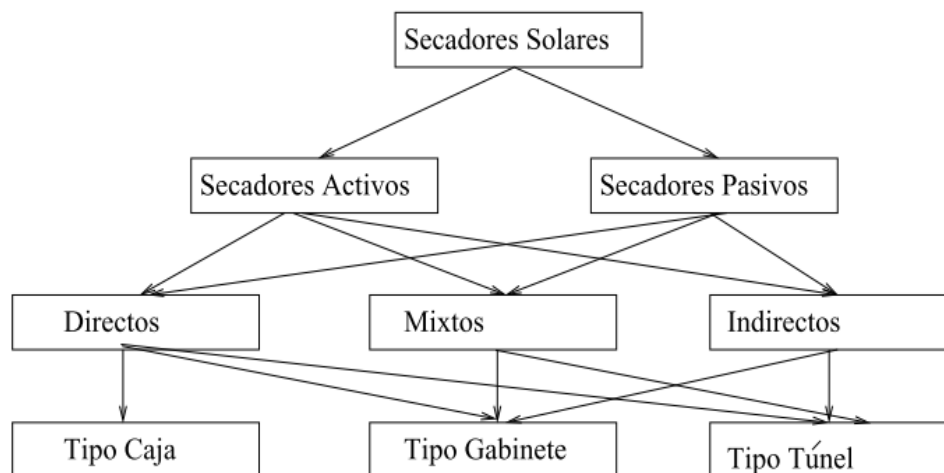 Secadores Solares
Secadores Activos
Secadores Pasivos
Directos
Mixtos
Indirectos
Tipo Caja
Tipo Gabinete
Tipo Túnel